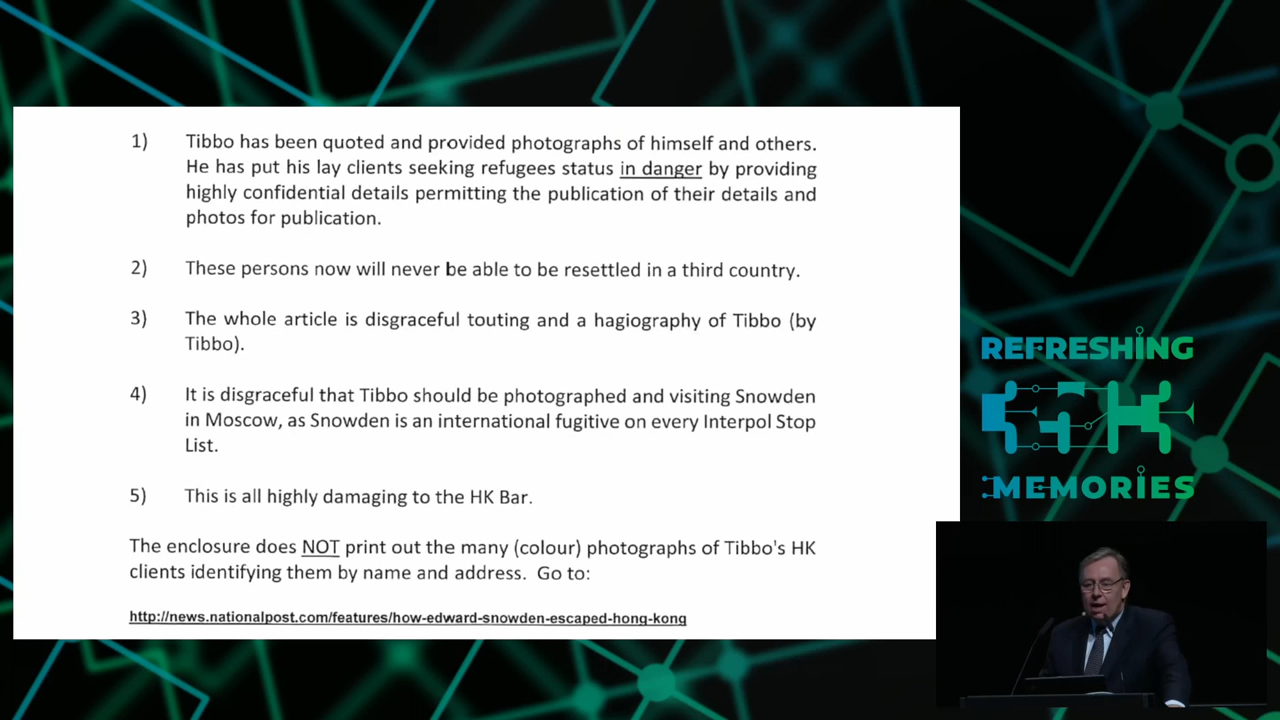 1) Tibbo has been quoted and provided photographs of himself and others.
He has put his lay clients seeking refugees status in danger by providing
highly confidential details permitting the publication of their details and
photos for publication.
2) These persons now will never be able to be resettled in a third country.
3) The whole article is disgraceful touting and a hagiography of Tibbo (by
Tibbo).
4) It is disgraceful that Tibbo should be photographed and visiting Snowden
in Moscow, as Snowden is an international fugitive on every Interpol Stop
List.
5) This is all highly damaging to the HK Bar.
The enclosure does NOT print out the many (colour) photographs of Tibbo's HK
clients identifying them by name and address. Go to:
http://news.nationalpost.com/features/how-edward-snowden-escaped-hong-kong
REFRESHING
MEMORIES